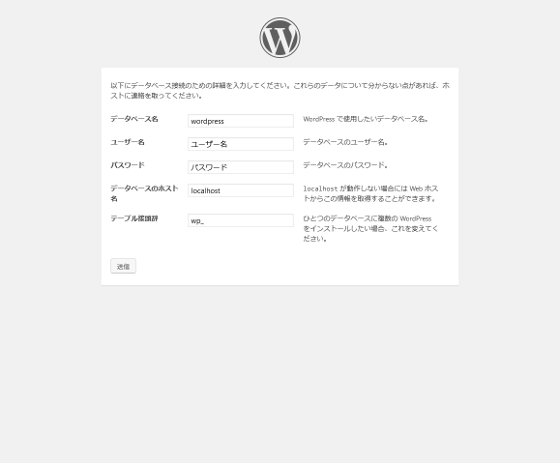 以下にデータベース接続のための詳細を入力してください。これらのデータについて分からない点があれば、ホ
ストに連絡を取ってください。
データベース名
wordpress
WordPress で使用したいデータベース名。
ユーザー名
ユーザー名
データベースのユーザー名。
パスワード
パスワード
データベースのパスワード。
データベースのホスト
名
localhost
localhost が動作しない場合には Web ホス
トからこの情報を取得することができます。
テーブル接頭辞
wp_
ひとつのデータベースに複数の WordPress
をインストールしたい場合、これを変えてく
ださい。
送信